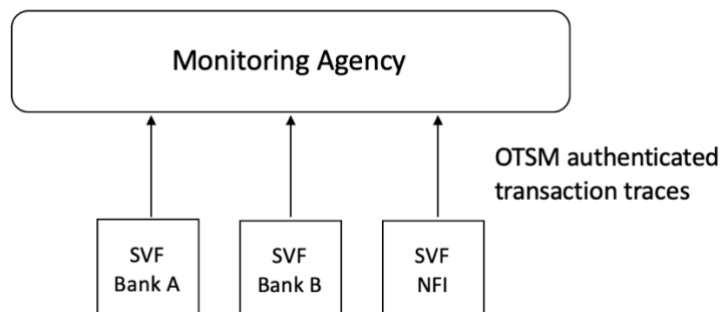 Monitoring Agency
OTSM authenticated
transaction traces
SVF
Bank A
SVF
Bank B
SVF
NFI